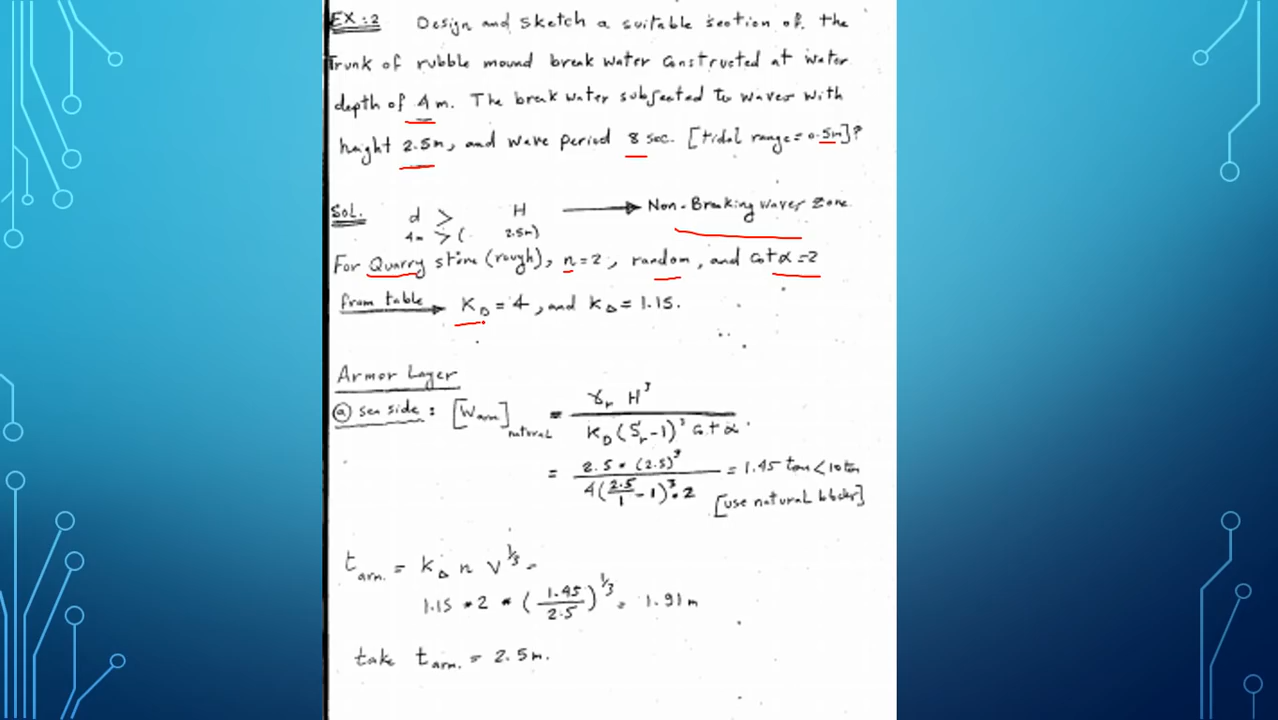 EX:2 Design and sketch a suitable section of the
Trunk of rubble mound break water constructed at water
depth of 4m. The break water subjected to waves with
height 2.5m, and wave period 8 sec. [tidal range = 0.5m]?
Sol. d > H → Non-Breaking waves zone
4m > ( 2.5m)
For Quarry stone (rough), n=2, random, and cot α = 2
from table → K_D = 4, and k_Δ = 1.15.
Armor Layer
ⓐ sea side : [W_arm]_natural = γ_r H³ / K_D (S_r-1)³ cot α
= 2.5 * (2.5)³ / 4(2.5/1 - 1)³ * 2 = 1.45 ton < 10 ton
[use natural blocks]
t_arm. = k_Δ n V^1/3 =
1.15 * 2 * (1.45/2.5)^1/3 = 1.91 m
take t_arm. = 2.5 m.